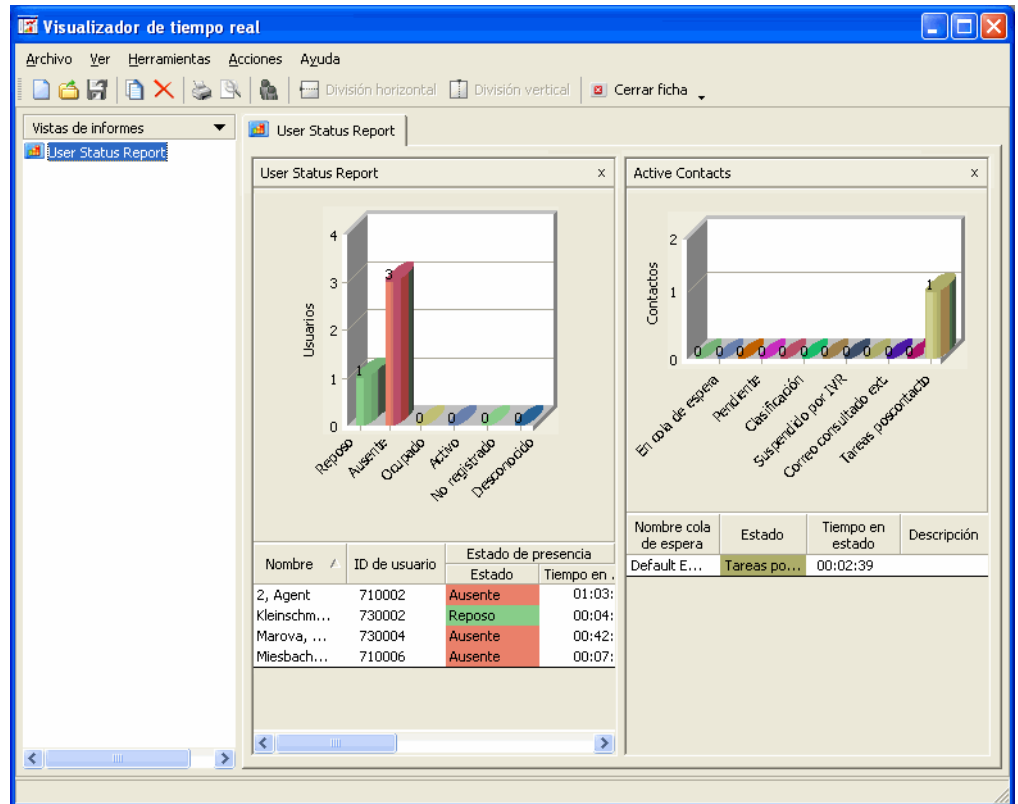 Visualizador de tiempo real
Archivo Ver Herramientas Acciones Ayuda
División horizontal División vertical Cerrar ficha
Vistas de informes
User Status Report
User Status Report
User Status Report x
4
3
2
1
0
Usuarios
1
3
0
0
0
0
Reposo
Ausente
Ocupado
Activo
No registrado
Desconocido
Nombre ID de usuario Estado de presencia
Estado Tiempo en .
2, Agent 710002 Ausente 01:03:
Kleinschm... 730002 Reposo 00:04:
Marova, ... 730004 Ausente 00:42:
Miesbach... 710006 Ausente 00:07:
Active Contacts x
2
1
0
Contactos
0 0 0 0 0 0 0 0 0 0 0 1
En cola de espera
Pendiente
Clasificación
Suspendido por IVR
Correo consultado ext.
Tareas poscontacto
Nombre cola de espera Estado Tiempo en estado Descripción
Default E... Tareas po... 00:02:39